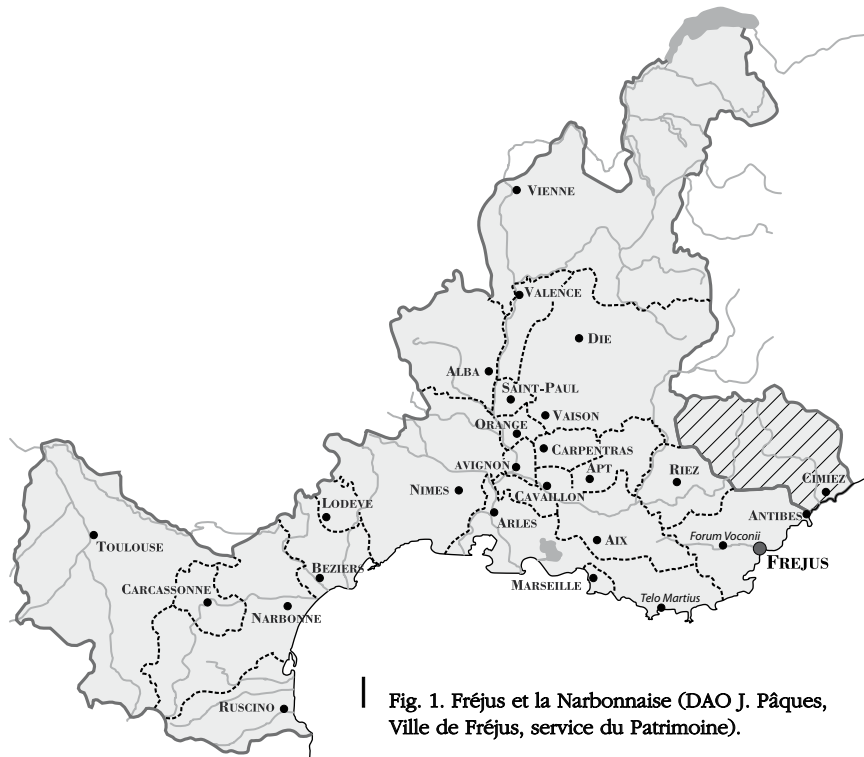 VIENNE
VALENCE
DIE
ALBA
SAINT-PAUL
VAISON
ORANGE
CARPENTRAS
AVIGNON
APT
RIEZ
CIMIEZ
NIMES
CAVAILLON
LODEVE
ARLES
ANTIBES
TOULOUSE
AIX
Forum Voconii
FREJUS
BEZIERS
CARCASSONNE
MARSEILLE
NARBONNE
Telo Martius
RUSCINO
Fig. 1. Fréjus et la Narbonnaise (DAO J. Pâques,
Ville de Fréjus, service du Patrimoine).